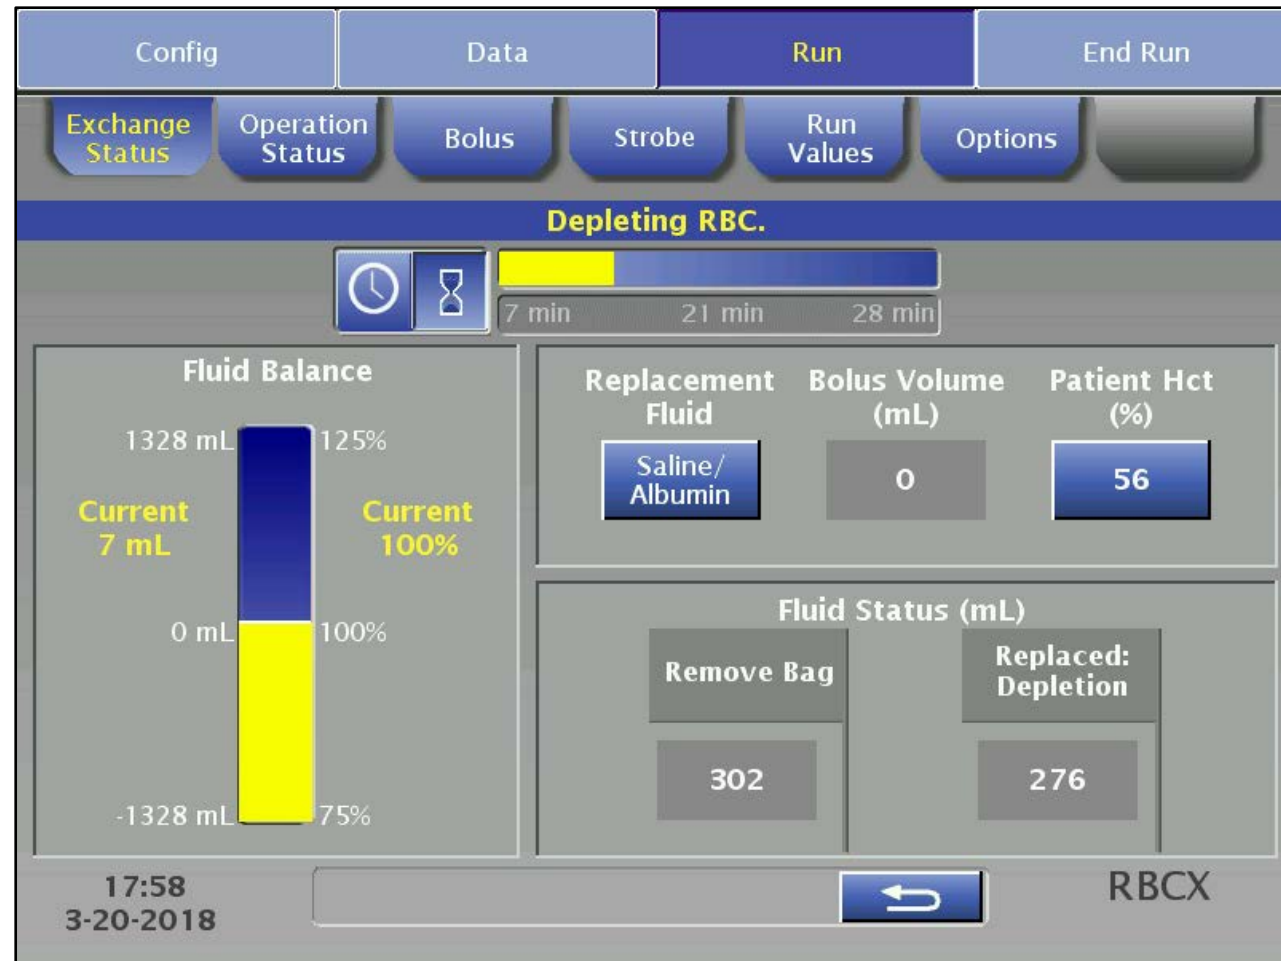 Config Data Run End Run
Exchange Status Operation Status Bolus Strobe Run Values Options
Depleting RBC.
7 min 21 min 28 min
Fluid Balance
1328 mL 125%
Current 7 mL Current 100%
0 mL 100%
-1328 mL 75%
Replacement Fluid Bolus Volume (mL) Patient Hct (%)
Saline/ Albumin 0 56
Fluid Status (mL)
Remove Bag Replaced: Depletion
302 276
17:58
3-20-2018
RBCX